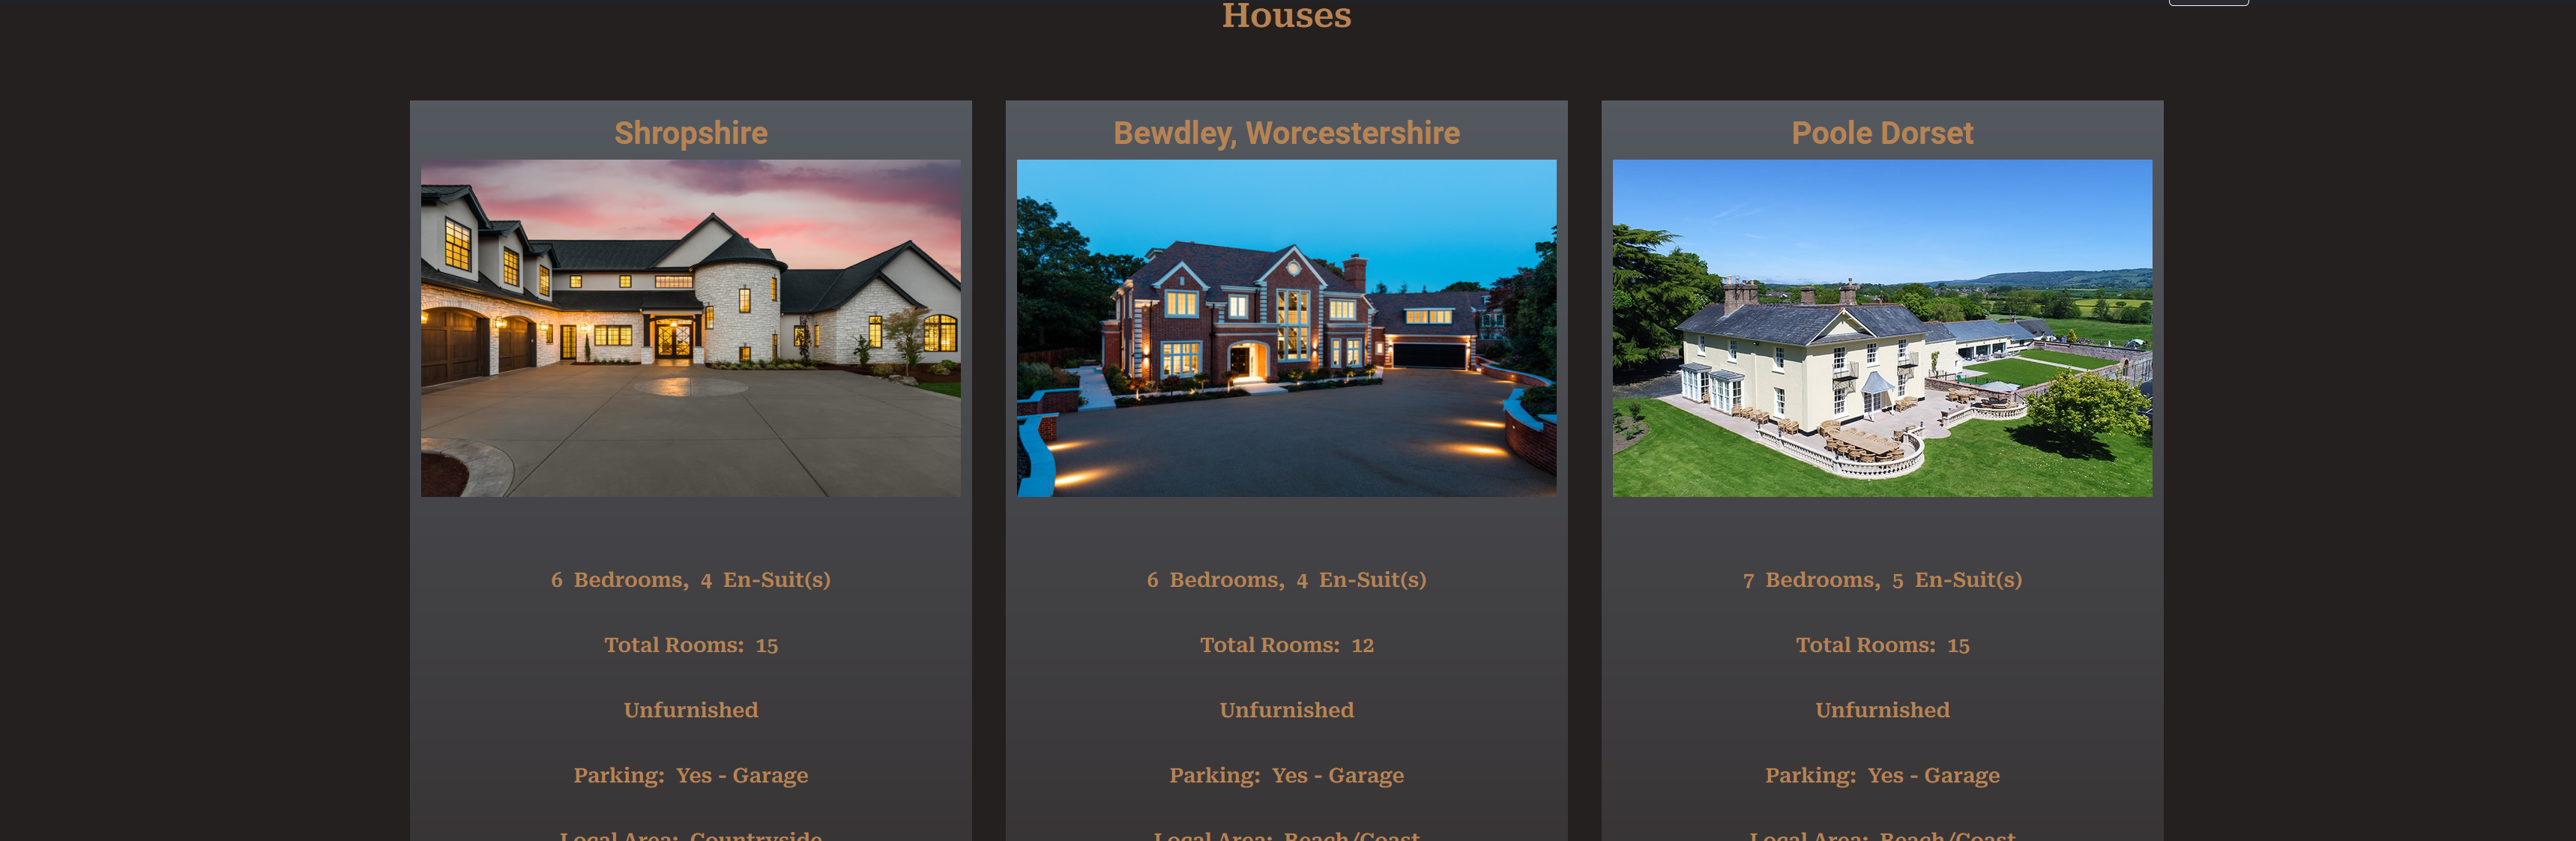 Houses
Shropshire
6 Bedrooms, 4 En-Suit(s)
Total Rooms: 15
Unfurnished
Parking: Yes - Garage
Local Area: Countryside
Bewdley, Worcestershire
6 Bedrooms, 4 En-Suit(s)
Total Rooms: 12
Unfurnished
Parking: Yes - Garage
Local Area: Beach/Coast
Poole Dorset
7 Bedrooms, 5 En-Suit(s)
Total Rooms: 15
Unfurnished
Parking: Yes - Garage
Local Area: Beach/Coast